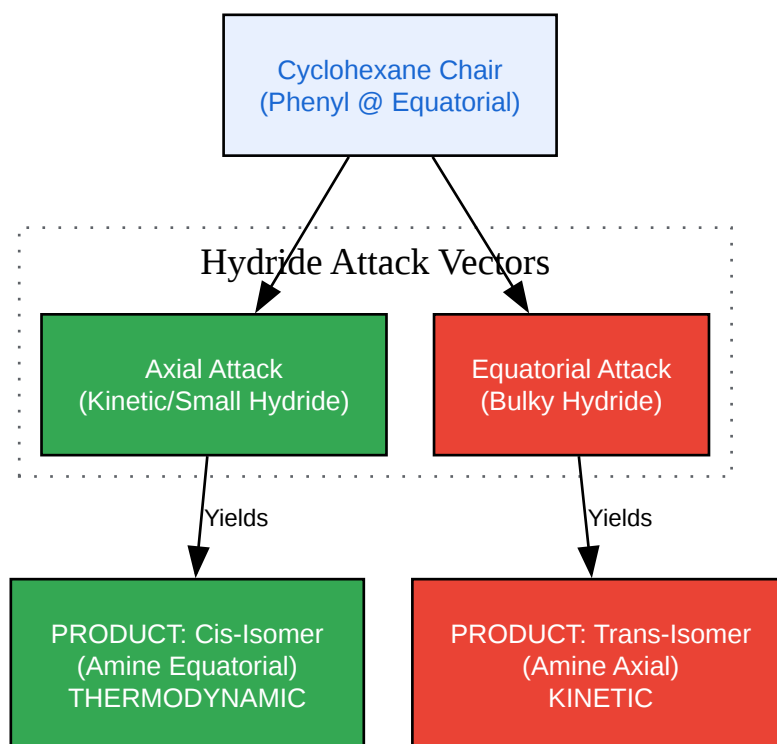 Cyclohexane Chair
(Phenyl @ Equatorial)
Hydride Attack Vectors
Axial Attack
(Kinetic/Small Hydride)
Equatorial Attack
(Bulky Hydride)
Yields
Yields
PRODUCT: Cis-Isomer
(Amine Equatorial)
THERMODYNAMIC
PRODUCT: Trans-Isomer
(Amine Axial)
KINETIC